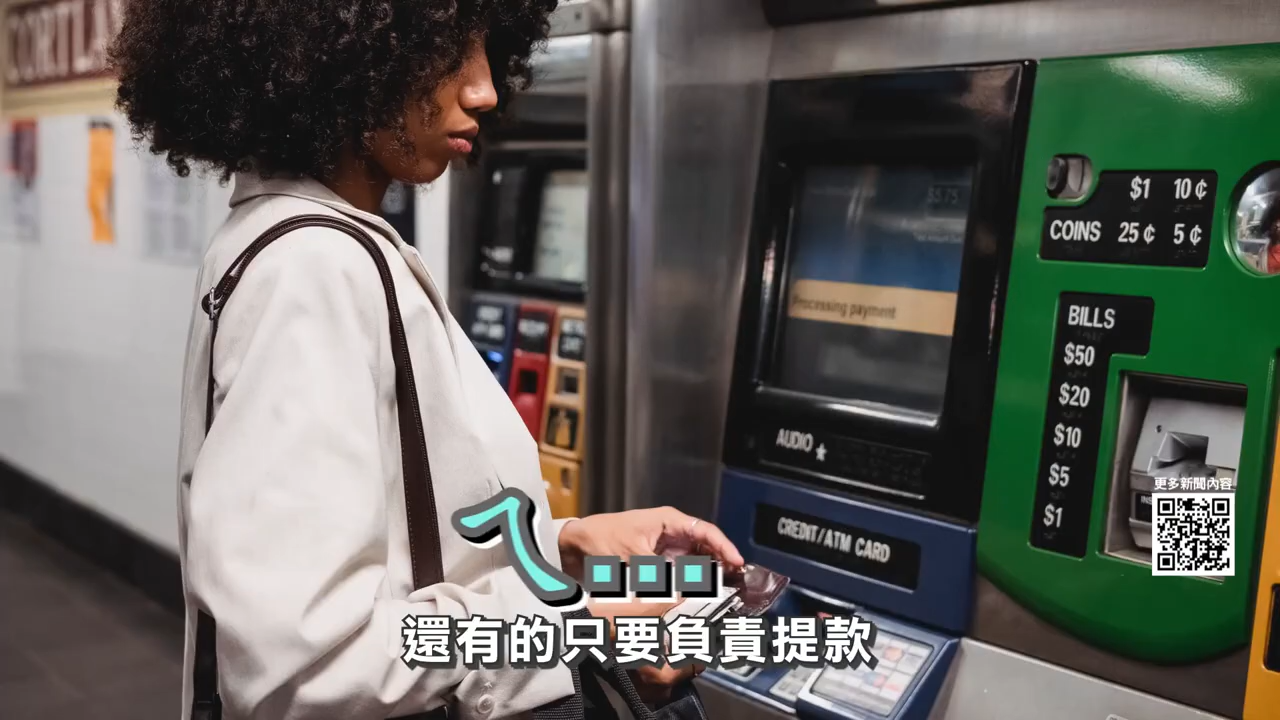 CORTLA
$575
Processing payment
AUDIO
CREDIT/ATM CARD
$1 10¢
COINS 25¢ 5¢
BILLS
$50
$20
$10
$5
$1
更多新聞內容
ㄟ...
還有的只要負責提款